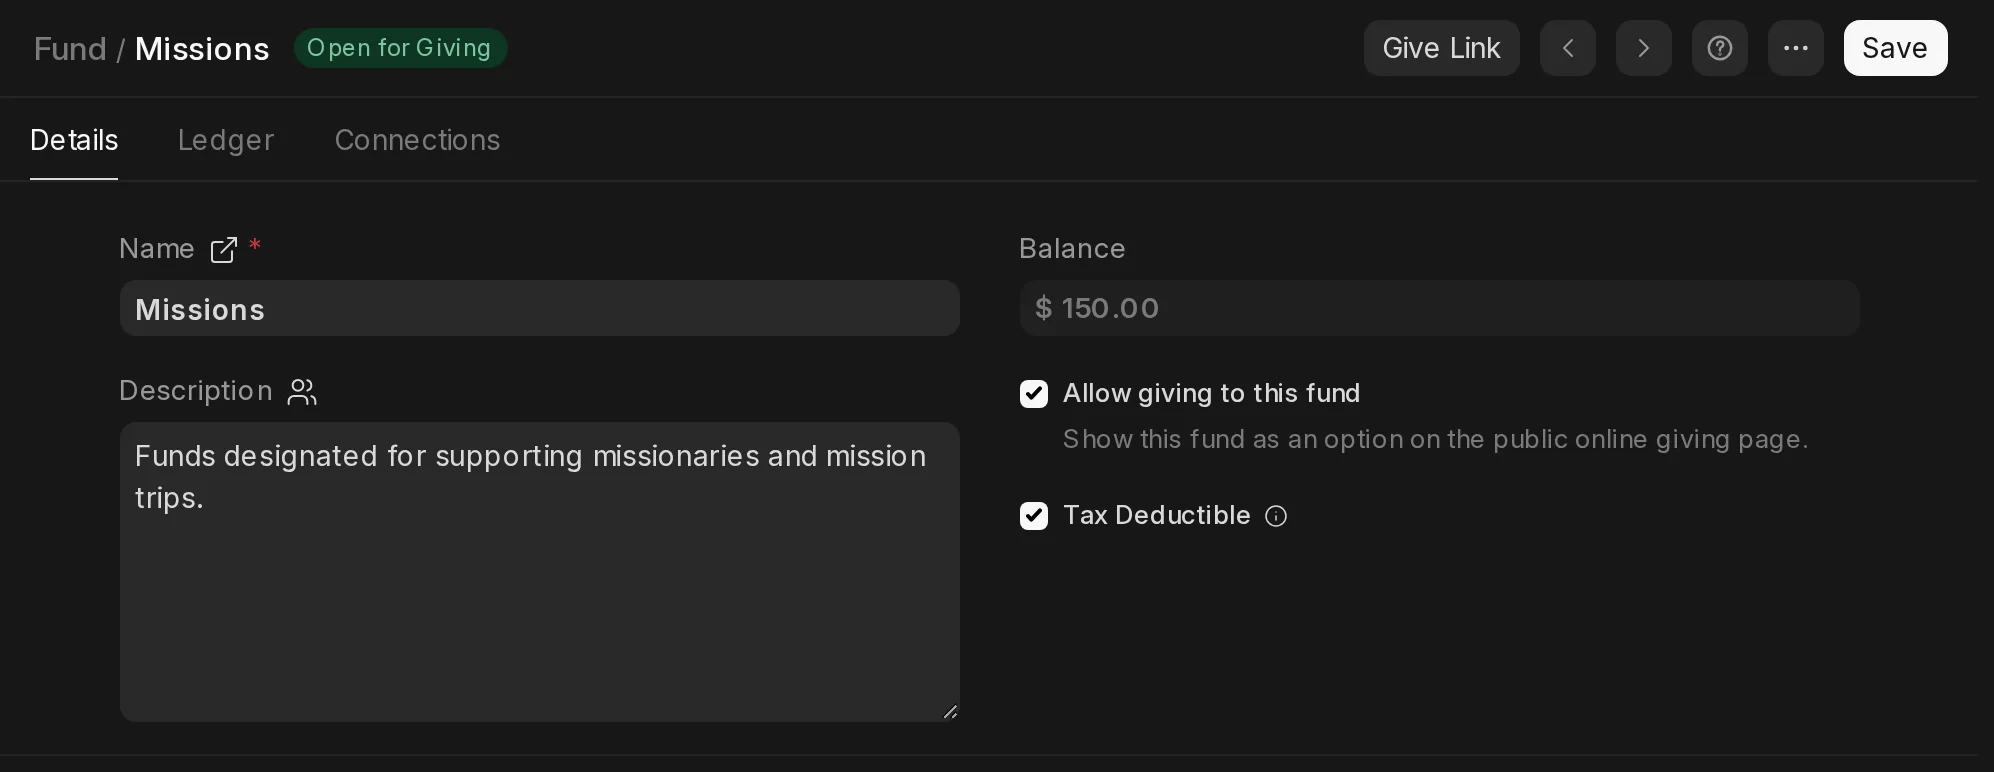 Fund / Missions Open for Giving Give Link Save
Details Ledger Connections
Name *
Missions
Description
Funds designated for supporting missionaries and mission
trips.
Balance
$ 150.00
Allow giving to this fund
Show this fund as an option on the public online giving page.
Tax Deductible